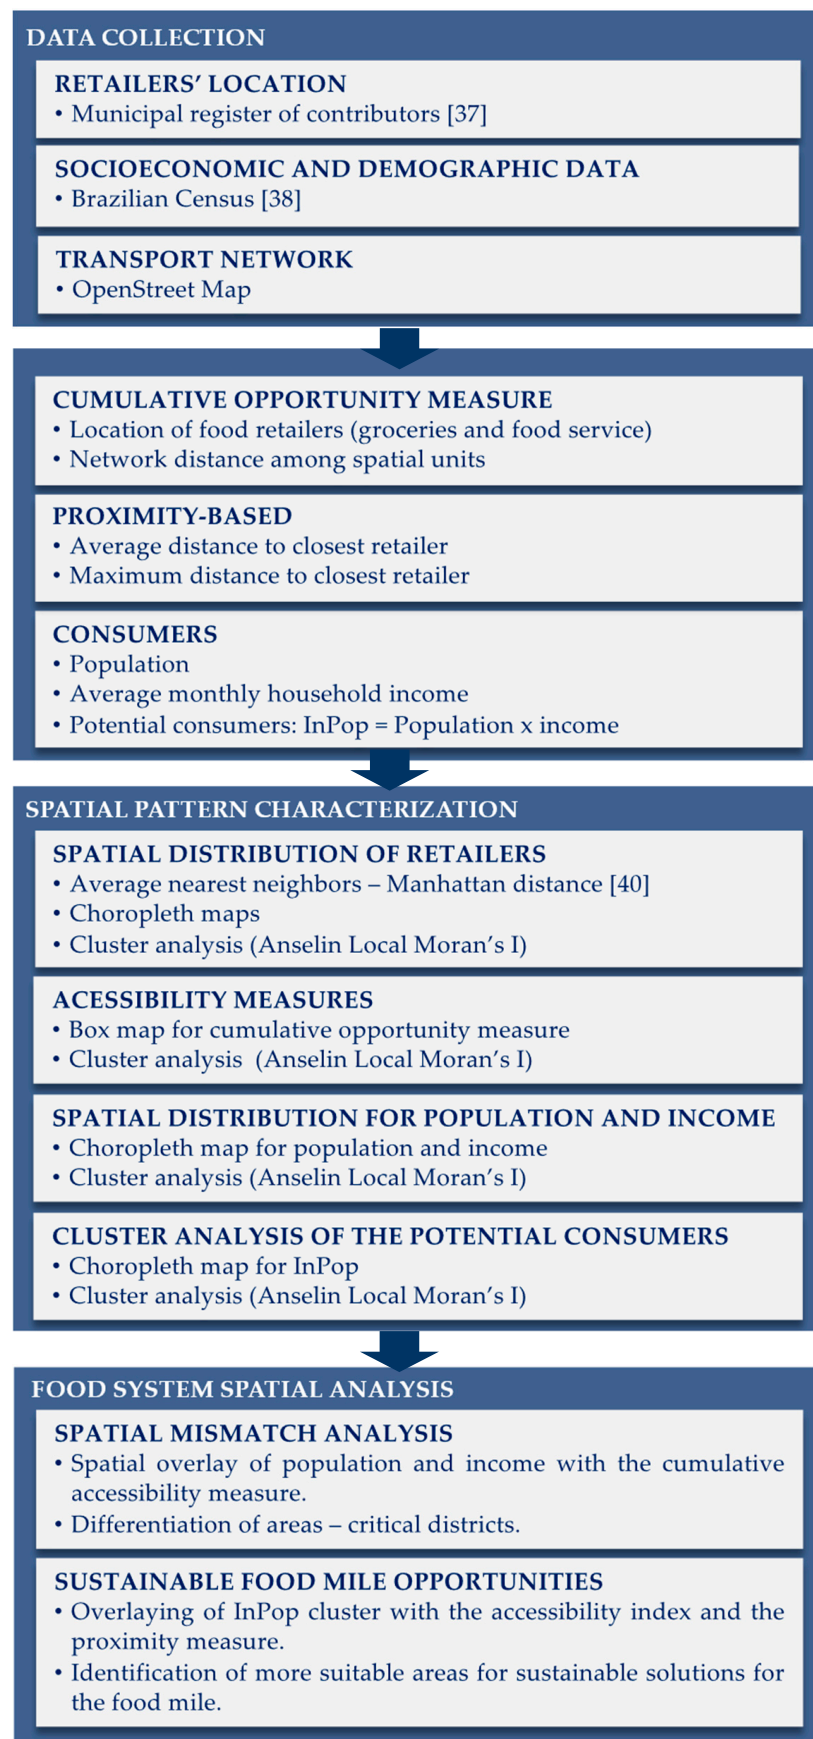 DATA COLLECTION
RETAILERS’ LOCATION
• Municipal register of contributors [37]
SOCIOECONOMIC AND DEMOGRAPHIC DATA
• Brazilian Census [38]
TRANSPORT NETWORK
• OpenStreet Map
CUMULATIVE OPPORTUNITY MEASURE
• Location of food retailers (groceries and food service)
• Network distance among spatial units
PROXIMITY-BASED
• Average distance to closest retailer
• Maximum distance to closest retailer
CONSUMERS
• Population
• Average monthly household income
• Potential consumers: InPop = Population x income
SPATIAL PATTERN CHARACTERIZATION
SPATIAL DISTRIBUTION OF RETAILERS
• Average nearest neighbors – Manhattan distance [40]
• Choropleth maps
• Cluster analysis (Anselin Local Moran’s I)
ACESSIBILITY MEASURES
• Box map for cumulative opportunity measure
• Cluster analysis (Anselin Local Moran’s I)
SPATIAL DISTRIBUTION FOR POPULATION AND INCOME
• Choropleth map for population and income
• Cluster analysis (Anselin Local Moran’s I)
CLUSTER ANALYSIS OF THE POTENTIAL CONSUMERS
• Choropleth map for InPop
• Cluster analysis (Anselin Local Moran’s I)
FOOD SYSTEM SPATIAL ANALYSIS
SPATIAL MISMATCH ANALYSIS
• Spatial overlay of population and income with the cumulative
accessibility measure.
• Differentiation of areas – critical districts.
SUSTAINABLE FOOD MILE OPPORTUNITIES
• Overlaying of InPop cluster with the accessibility index and the
proximity measure.
• Identification of more suitable areas for sustainable solutions for
the food mile.